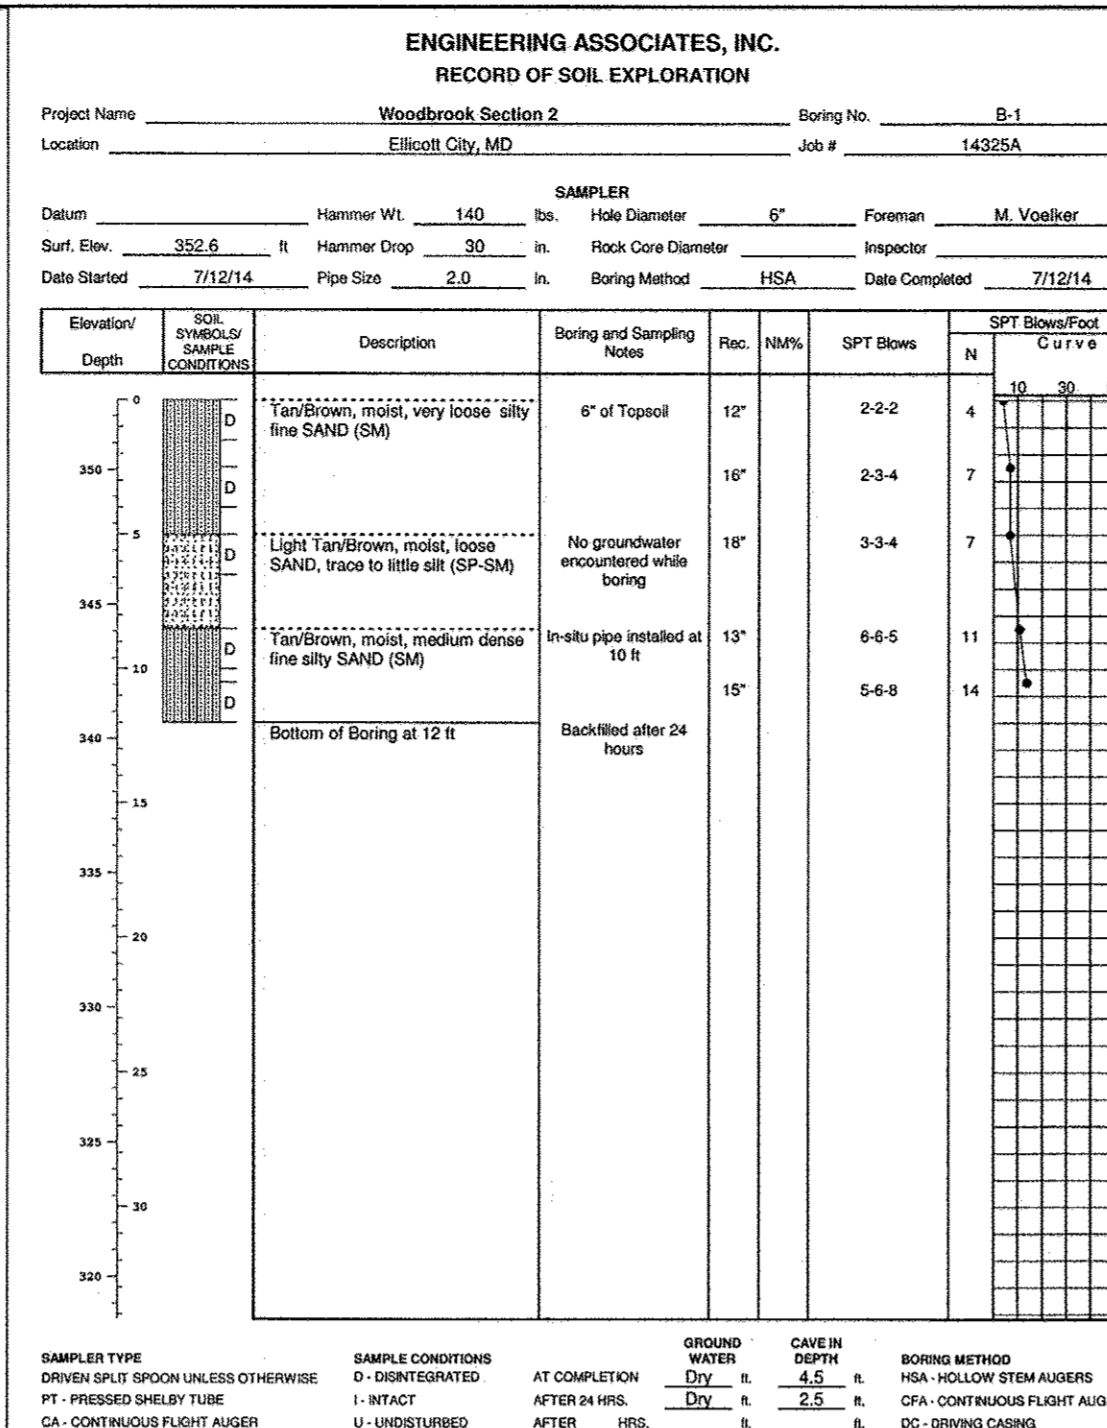 ENGINEERING ASSOCIATES, INC.
RECORD OF SOIL EXPLORATION
Project Name Woodbrook Section 2 Boring No. B-1
Location Ellicott City, MD Job # 14325A
SAMPLER
Datum Hammer Wt. 140 lbs. Hole Diameter 6" Foreman M. Voelker
Surf. Elev. 352.6 ft Hammer Drop 30 in. Rock Core Diameter Inspector
Date Started 7/12/14 Pipe Size 2.0 in. Boring Method HSA Date Completed 7/12/14
Elevation/
Depth
SOIL
SYMBOLS/
SAMPLE
CONDITIONS
Description
Boring and Sampling
Notes
Rec.
NM%
SPT Blows
SPT Blows/Foot
N
Curve
10 30
0
D
Tan/Brown, moist, very loose silty
fine SAND (SM)
6" of Topsoil
12"
2-2-2
4
350
D
16"
2-3-4
7
5
D
Light Tan/Brown, moist, loose
SAND, trace to little silt (SP-SM)
No groundwater
encountered while
boring
18"
3-3-4
7
345
D
Tan/Brown, moist, medium dense
fine silty SAND (SM)
In-situ pipe installed at
10 ft
13"
6-6-5
11
10
D
15"
5-6-8
14
340
Bottom of Boring at 12 ft
Backfilled after 24
hours
15
335
20
330
25
325
30
320
SAMPLER TYPE
DRIVEN SPLIT SPOON UNLESS OTHERWISE
PT - PRESSED SHELBY TUBE
CA - CONTINUOUS FLIGHT AUGER
SAMPLE CONDITIONS
D - DISINTEGRATED
I - INTACT
U - UNDISTURBED
GROUND
WATER
CAVE IN
DEPTH
AT COMPLETION Dry ft. 4.5 ft.
AFTER 24 HRS. Dry ft. 2.5 ft.
AFTER HRS. ft. ft.
BORING METHOD
HSA - HOLLOW STEM AUGERS
CFA - CONTINUOUS FLIGHT AUG
DC - DRIVING CASING